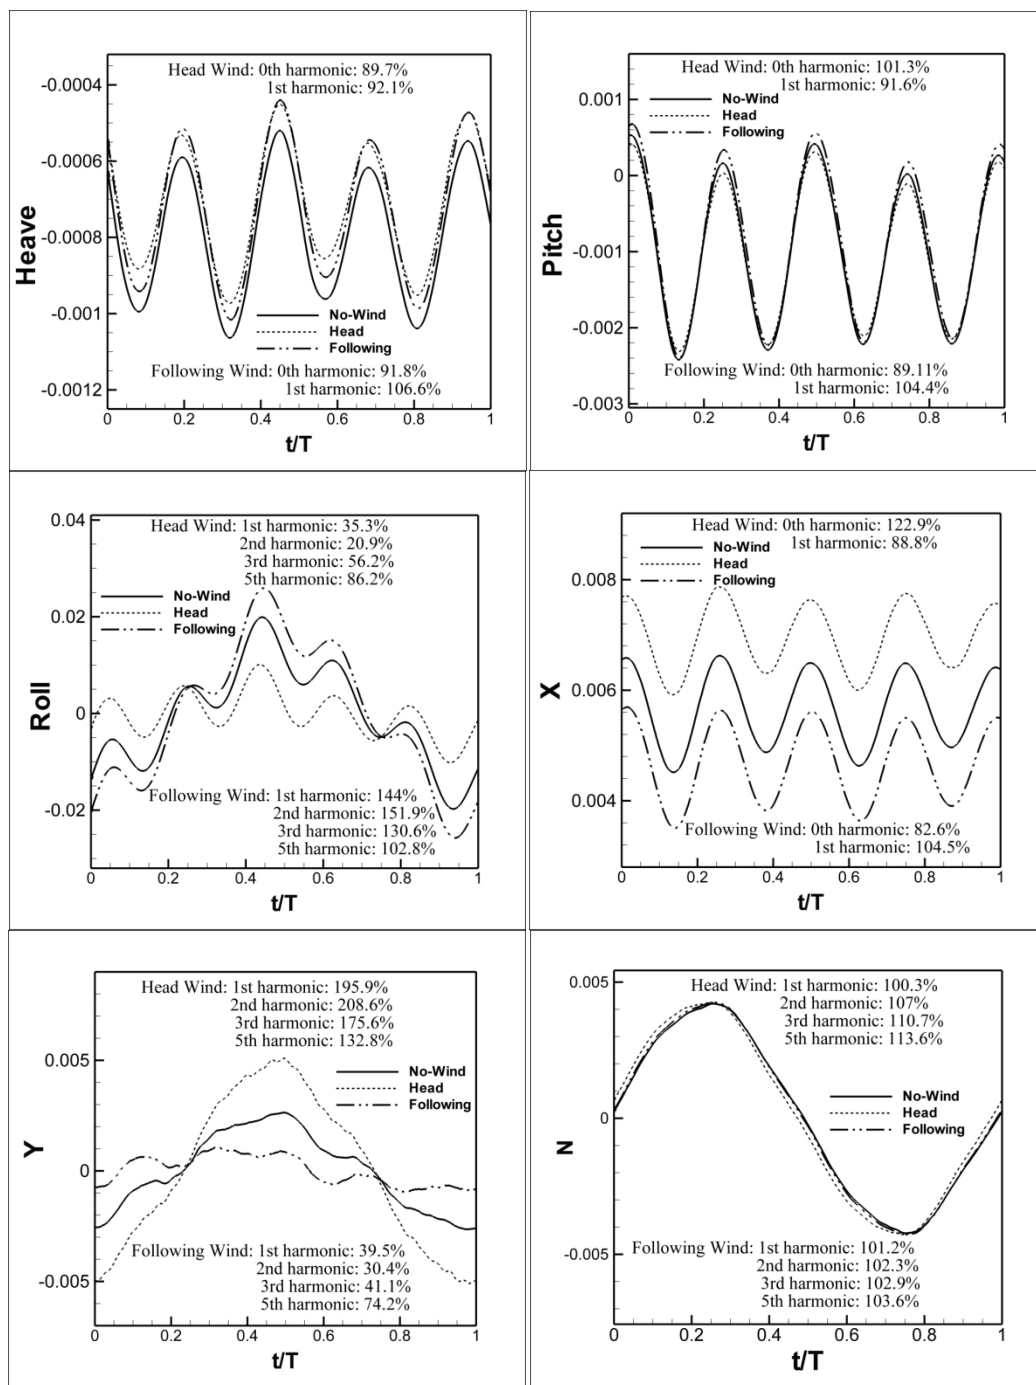 Head Wind: 0th harmonic: 89.7%
1st harmonic: 92.1%
-0.0004
-0.0006
-0.0008
-0.001
-0.0012
Heave
No-Wind
Head
Following
Following Wind: 0th harmonic: 91.8%
1st harmonic: 106.6%
0 0.2 0.4 0.6 0.8 1
t/T
Head Wind: 0th harmonic: 101.3%
1st harmonic: 91.6%
0.001
0
-0.001
-0.002
-0.003
Pitch
No-Wind
Head
Following
Following Wind: 0th harmonic: 89.11%
1st harmonic: 104.4%
0 0.25 0.5 0.75 1
t/T
Head Wind: 1st harmonic: 35.3%
2nd harmonic: 20.9%
3rd harmonic: 56.2%
5th harmonic: 86.2%
0.04
0.02
0
-0.02
Roll
No-Wind
Head
Following
Following Wind: 1st harmonic: 144%
2nd harmonic: 151.9%
3rd harmonic: 130.6%
5th harmonic: 102.8%
0 0.2 0.4 0.6 0.8 1
t/T
Head Wind: 0th harmonic: 122.9%
1st harmonic: 88.8%
No-Wind
Head
Following
0.008
0.006
0.004
X
Following Wind: 0th harmonic: 82.6%
1st harmonic: 104.5%
0 0.2 0.4 0.6 0.8 1
t/T
Head Wind: 1st harmonic: 195.9%
2nd harmonic: 208.6%
3rd harmonic: 175.6%
5th harmonic: 132.8%
0.005
0
-0.005
Y
No-Wind
Head
Following
Following Wind: 1st harmonic: 39.5%
2nd harmonic: 30.4%
3rd harmonic: 41.1%
5th harmonic: 74.2%
0 0.2 0.4 0.6 0.8 1
t/T
Head Wind: 1st harmonic: 100.3%
2nd harmonic: 107%
3rd harmonic: 110.7%
5th harmonic: 113.6%
0.005
0
-0.005
N
No-Wind
Head
Following
Following Wind: 1st harmonic: 101.2%
2nd harmonic: 102.3%
3rd harmonic: 102.9%
5th harmonic: 103.6%
0 0.2 0.4 0.6 0.8 1
t/T